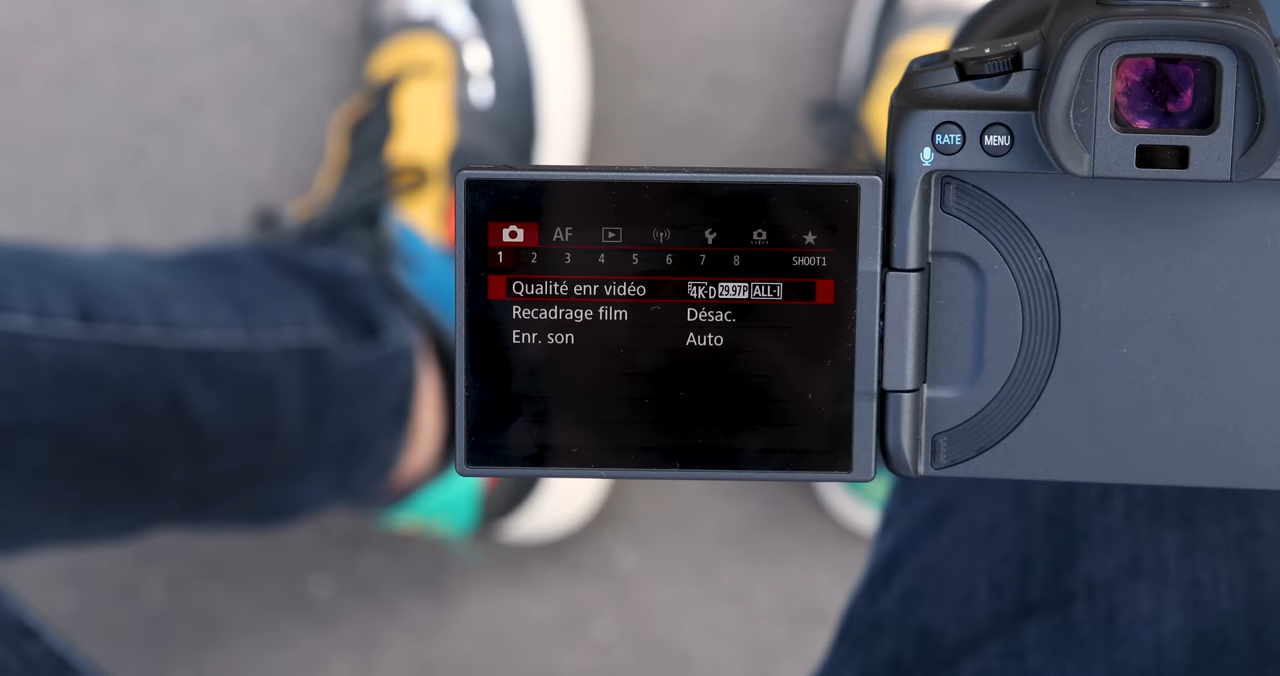 RATE MENU
AF
1 2 3 4 5 6 7 8 SHOOT1
Qualité enr vidéo 4K D 29.97P ALL-I
Recadrage film Désac.
Enr. son Auto